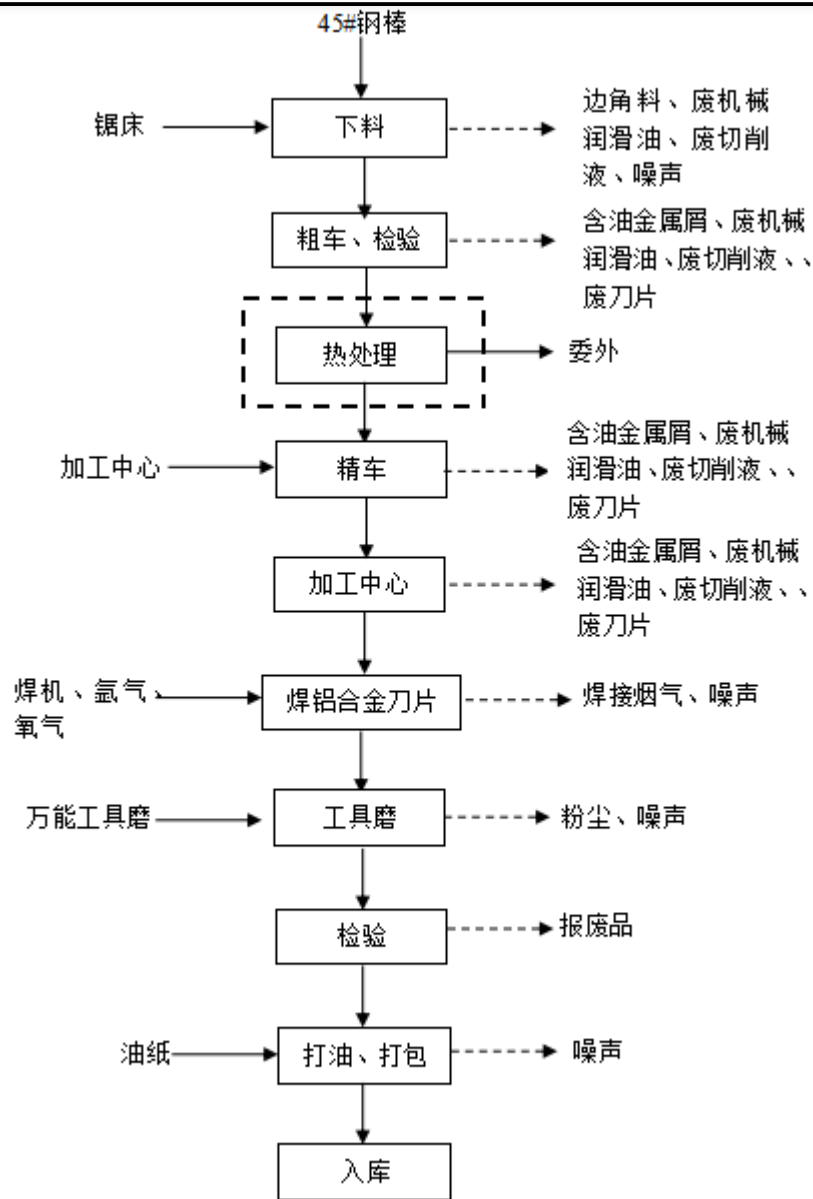 45#钢棒
锯床
下料
边角料、废机械
润滑油、废切削
液、噪声
粗车、检验
含油金属屑、废机械
润滑油、废切削液、、
废刀片
热处理
委外
加工中心
精车
含油金属屑、废机械
润滑油、废切削液、、
废刀片
加工中心
含油金属屑、废机械
润滑油、废切削液、、
废刀片
焊机、氩气、
氧气
焊铝合金刀片
焊接烟气、噪声
万能工具磨
工具磨
粉尘、噪声
检验
报废品
油纸
打油、打包
噪声
入库